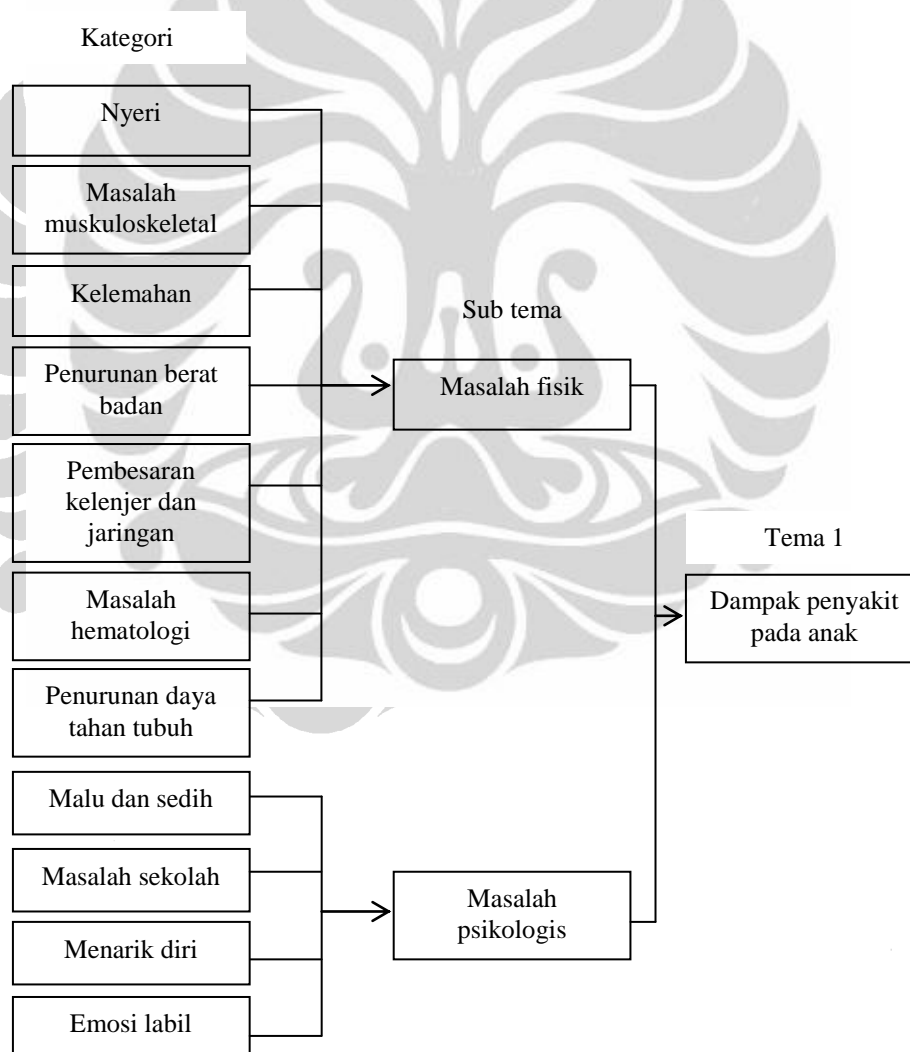 Kategori
Nyeri
Masalah
muskuloskeletal
Kelemahan
Penurunan berat
badan
Pembesaran
kelenjer dan
jaringan
Masalah
hematologi
Penurunan daya
tahan tubuh
Malu dan sedih
Masalah sekolah
Menarik diri
Emosi labil
Sub tema
Masalah fisik
Masalah
psikologis
Tema 1
Dampak penyakit
pada anak